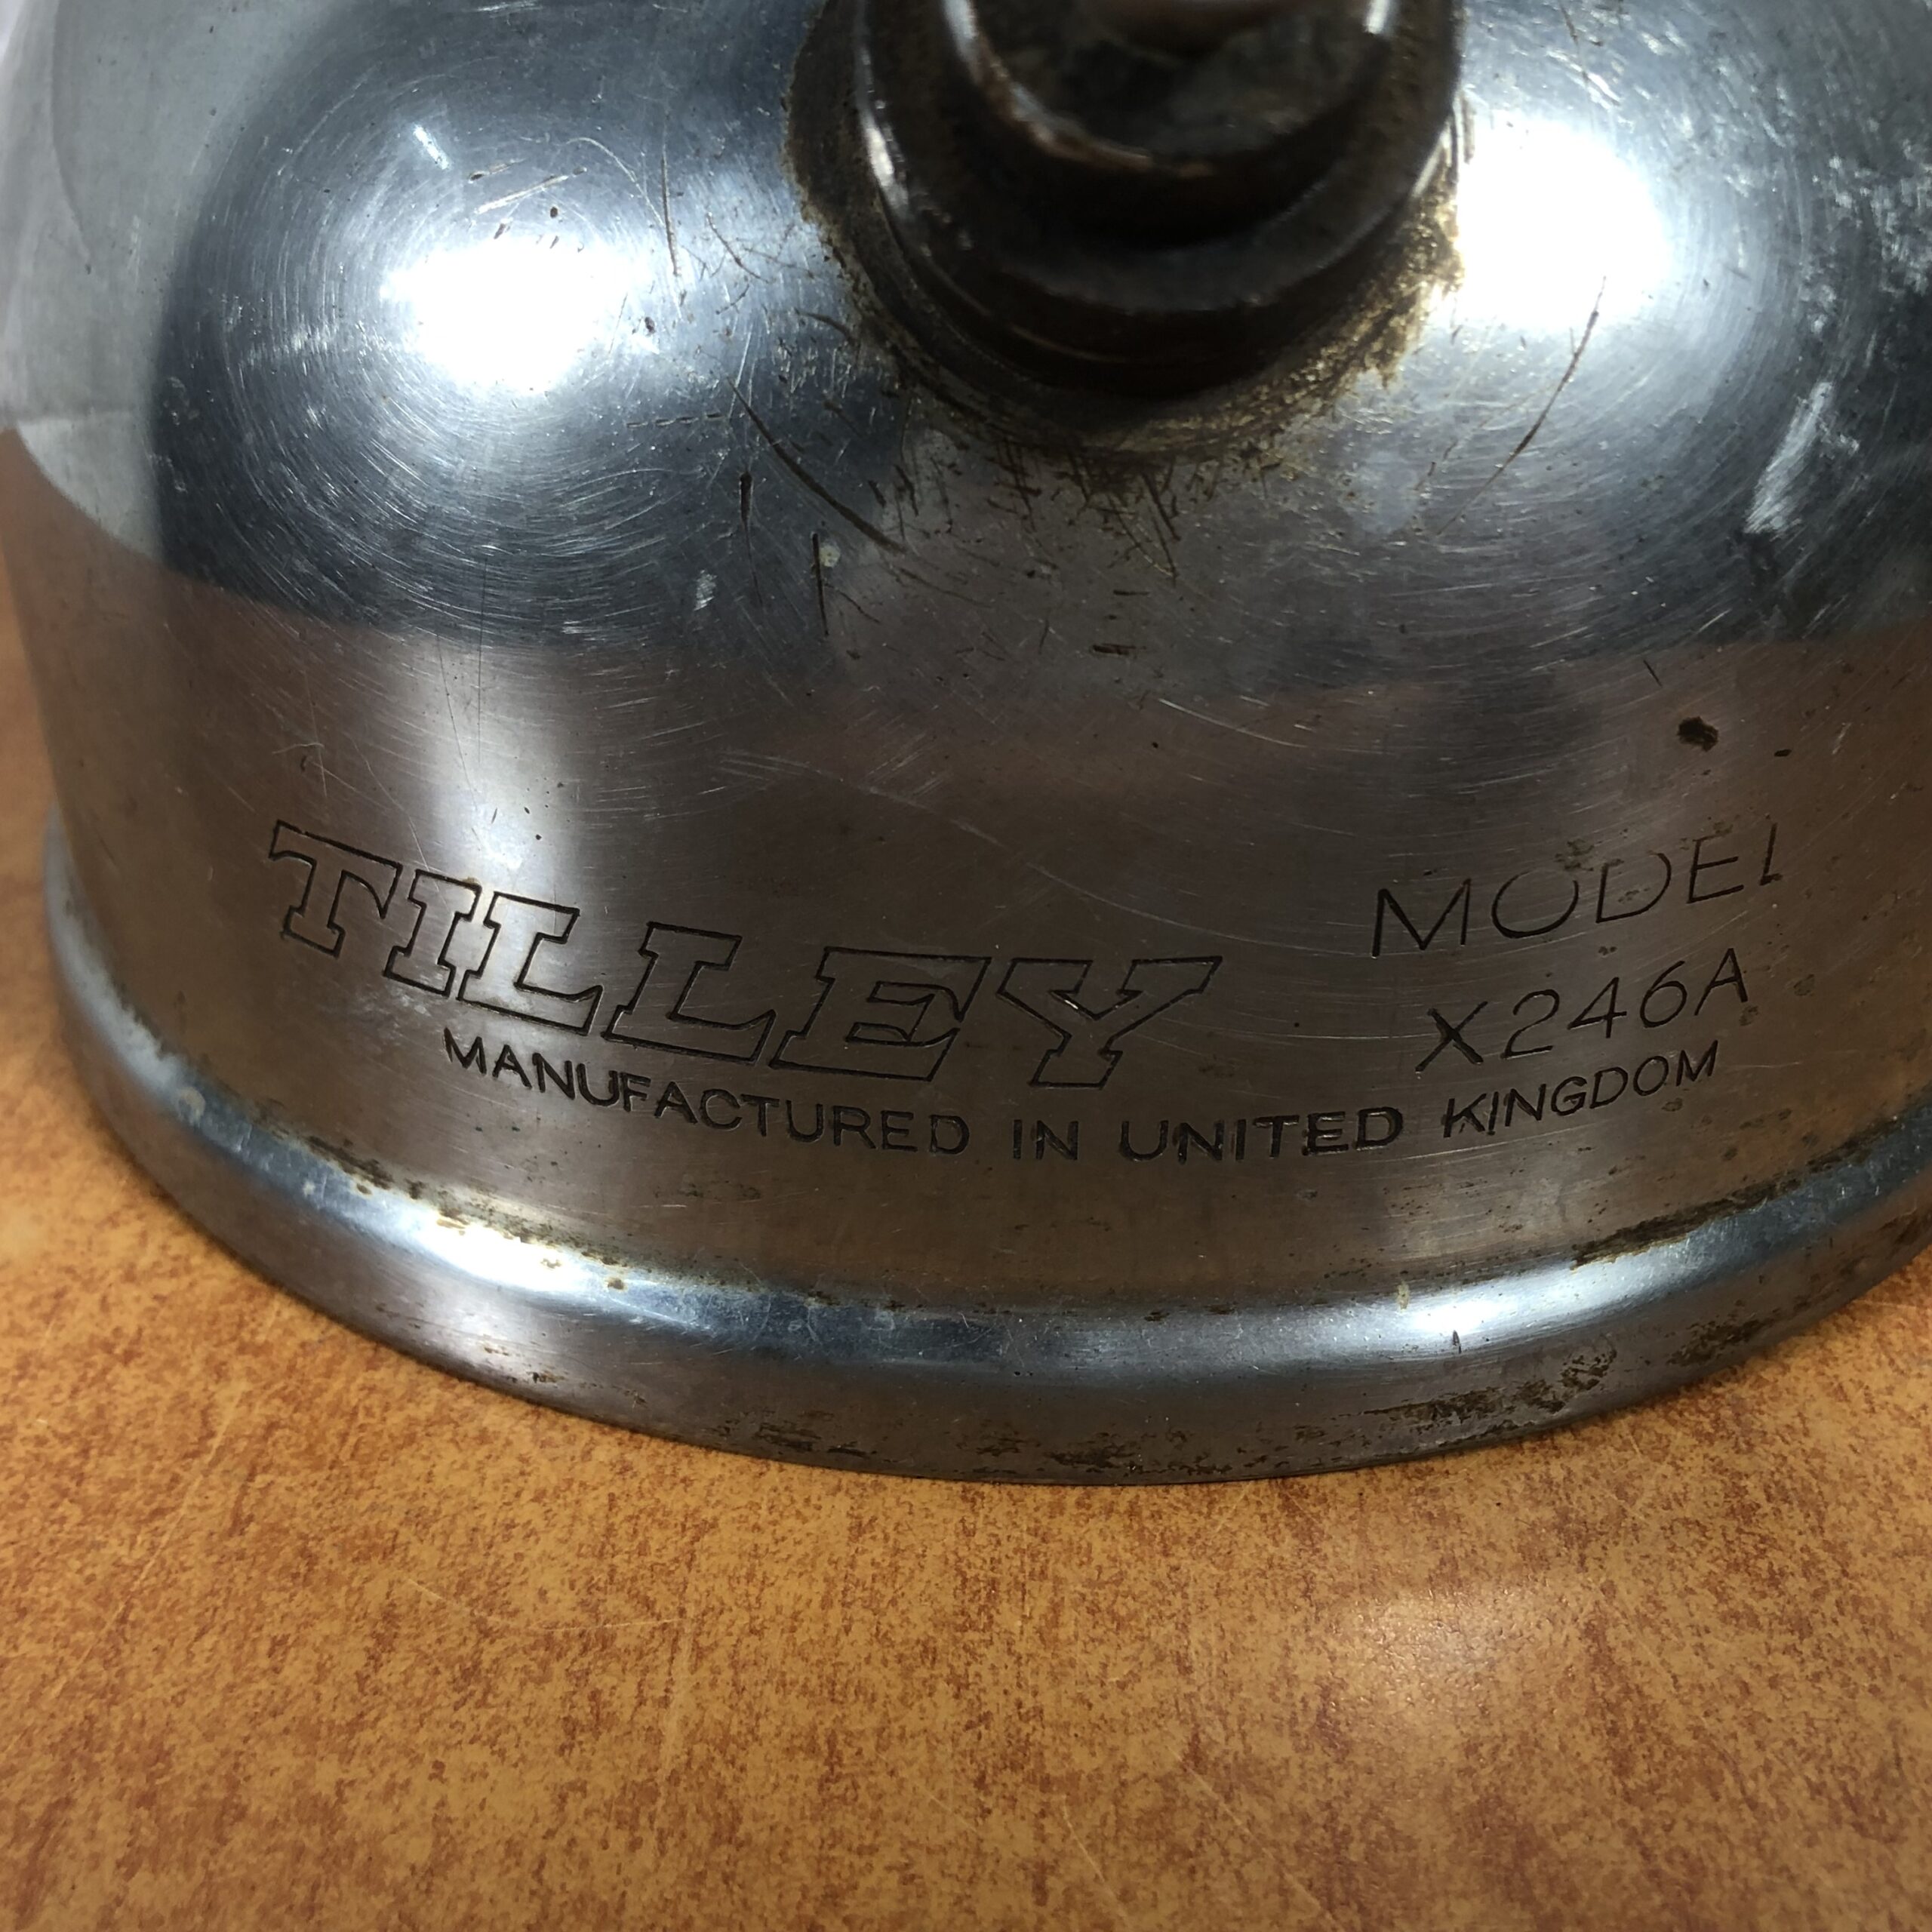 TILLEY
MODEL
X246A
MANUFACTURED IN UNITED KINGDOM